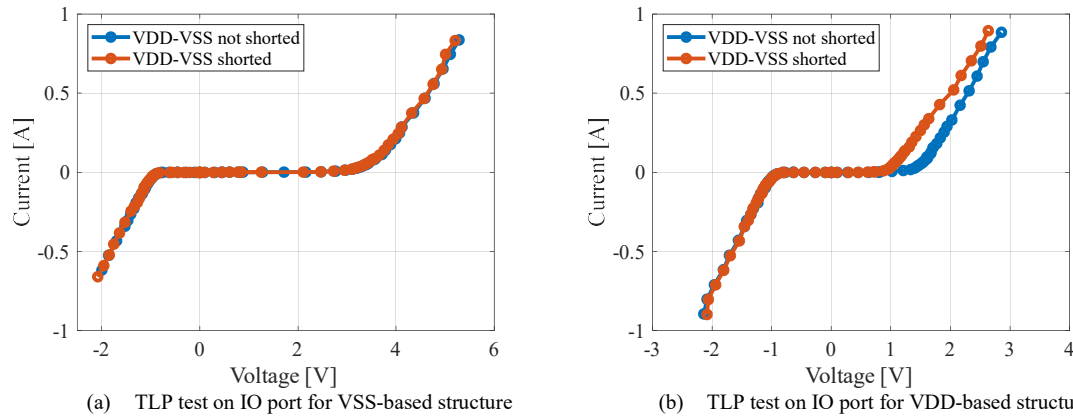 1
VDD-VSS not shorted
VDD-VSS shorted
0.5
0
-0.5
-1
Current [A]
-2
0
2
4
6
Voltage [V]
(a) TLP test on IO port for VSS-based structure
1
VDD-VSS not shorted
VDD-VSS shorted
0.5
0
-0.5
-1
Current [A]
-3
-2
-1
0
1
2
3
4
Voltage [V]
(b) TLP test on IO port for VDD-based structu